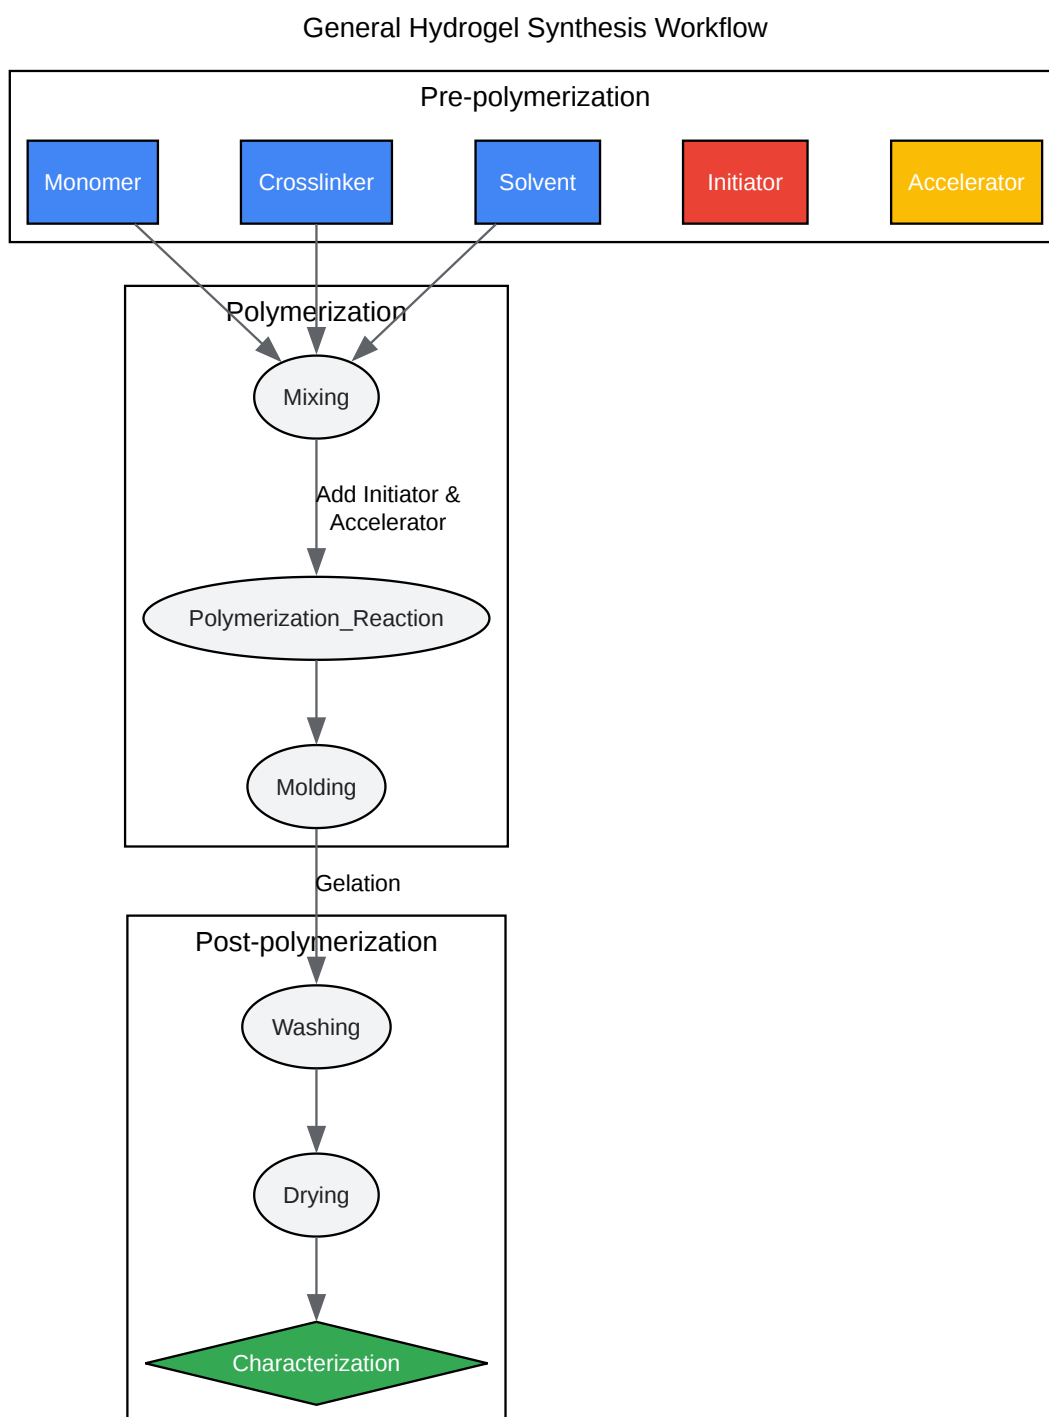 General Hydrogel Synthesis Workflow
Pre-polymerization
Monomer
Crosslinker
Solvent
Initiator
Accelerator
Polymerization
Mixing
Add Initiator &
Accelerator
Polymerization_Reaction
Molding
Gelation
Post-polymerization
Washing
Drying
Characterization